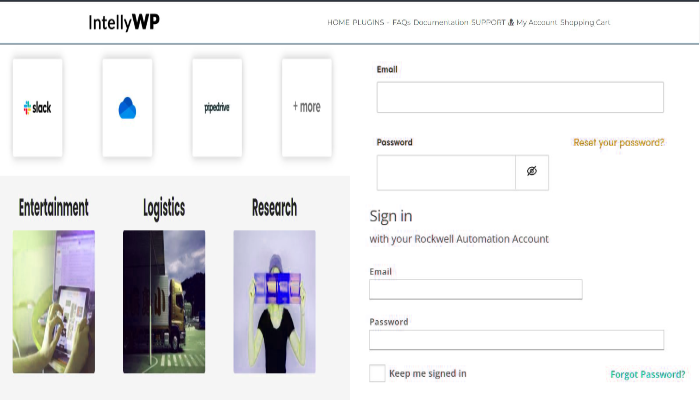 IntellyWP
HOME PLUGINS - FAQs Documentation SUPPORT My Account Shopping Cart
slack
pipedrive
+ more
Entertainment Logistics Research
Email
Password Reset your password?
Sign in
with your Rockwell Automation Account
Email
Password
Keep me signed in Forgot Password?